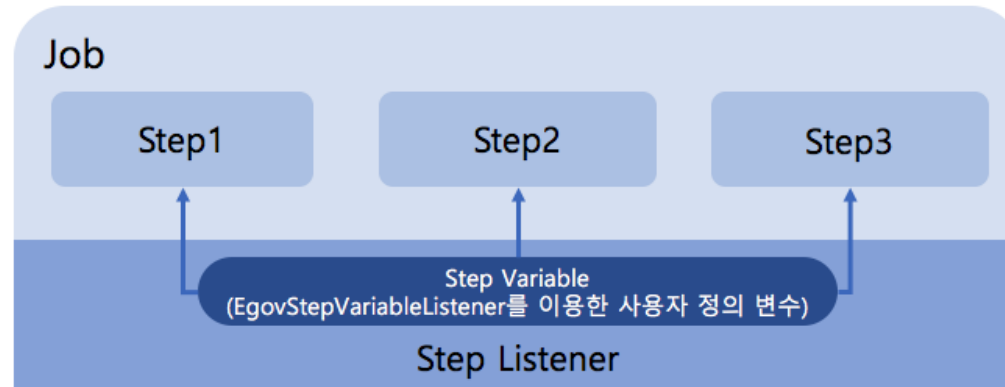 Job
Step1
Step2
Step3
Step Variable
(EgovStepVariableListener를 이용한 사용자 정의 변수)
Step Listener